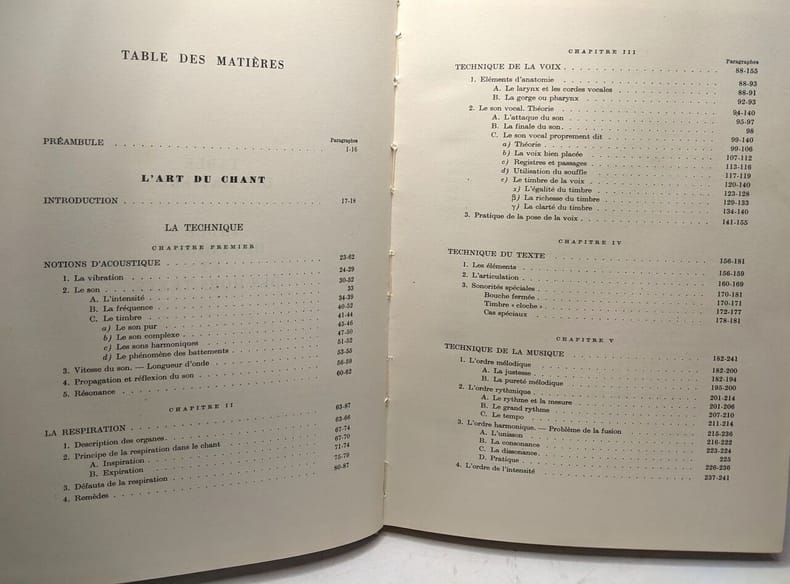 TABLE DES MATIÈRES
Paragraphes
PRÉAMBULE 1-16
L'ART DU CHANT
INTRODUCTION 17-18
LA TECHNIQUE
CHAPITRE PREMIER
NOTIONS D'ACOUSTIQUE 23-62
1. La vibration 24-29
2. Le son 30-52
A. L'intensité 33
B. La fréquence 34-39
C. Le timbre 40-52
a) Le son pur 41-44
b) Le son complexe 45-46
c) Les sons harmoniques 47-50
d) Le phénomène des battements 51-52
3. Vitesse du son. — Longueur d'onde 53-55
4. Propagation et réflexion du son 56-59
5. Résonance 60-62
CHAPITRE II
LA RESPIRATION 63-87
1. Description des organes. 63-66
2. Principe de la respiration dans le chant 67-74
A. Inspiration 67-70
B. Expiration 71-74
3. Défauts de la respiration 75-79
4. Remèdes 80-87
CHAPITRE III
Paragraphes
TECHNIQUE DE LA VOIX 88-155
1. Eléments d'anatomie 88-93
A. Le larynx et les cordes vocales 88-91
B. La gorge ou pharynx 92-93
2. Le son vocal. Théorie 94-140
A. L'attaque du son 95-97
B. La finale du son. 98
C. Le son vocal proprement dit 99-140
a) Théorie 99-106
b) La voix bien placée 107-112
c) Registres et passages 113-116
d) Utilisation du souffle 117-119
e) Le timbre de la voix 120-140
α) L'égalité du timbre 123-128
β) La richesse du timbre 129-133
γ) La clarté du timbre 134-140
3. Pratique de la pose de la voix 141-155
CHAPITRE IV
TECHNIQUE DU TEXTE 156-181
1. Les éléments 156-159
2. L'articulation 160-169
3. Sonorités spéciales 170-181
Bouche fermée 170-171
Timbre « cloche » 172-177
Cas spéciaux 178-181
CHAPITRE V
TECHNIQUE DE LA MUSIQUE 182-241
1. L'ordre mélodique 182-200
A. La justesse 182-194
B. La pureté mélodique 195-200
2. L'ordre rythmique 201-214
A. Le rythme et la mesure 201-206
B. Le grand rythme 207-210
C. Le tempo 211-214
3. L'ordre harmonique. — Problème de la fusion 215-236
A. L'unisson 216-222
B. La consonance 223-224
C. La dissonance. 225
D. Pratique 226-236
4. L'ordre de l'intensité 237-241